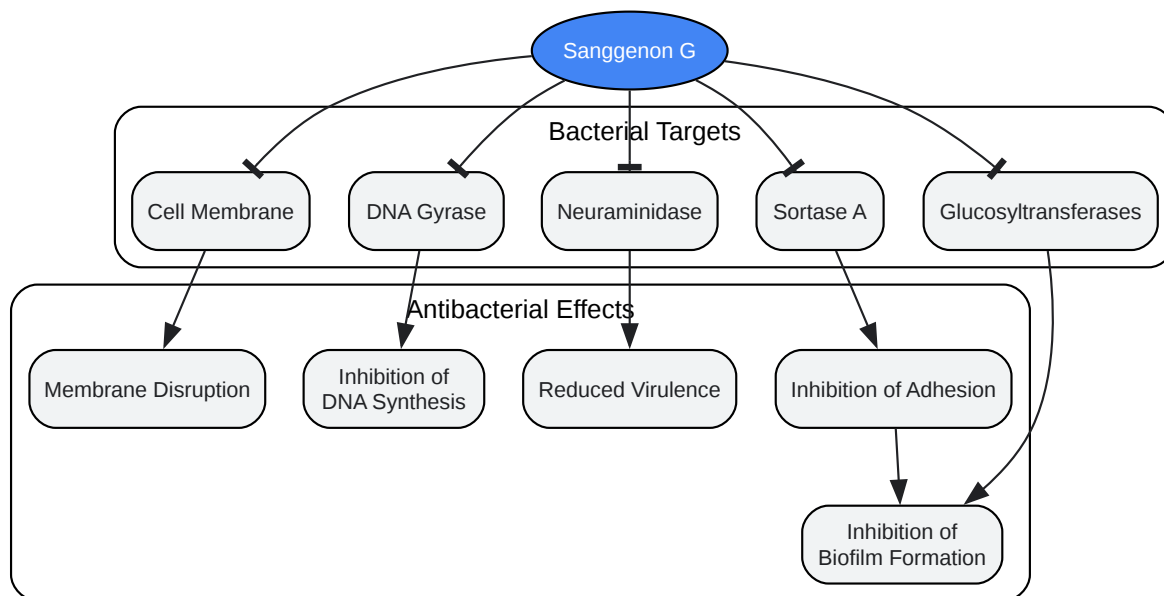 Sanggenon G
Bacterial Targets
Cell Membrane
DNA Gyrase
Neuraminidase
Sortase A
Glucosyltransferases
Antibacterial Effects
Membrane Disruption
Inhibition of
DNA Synthesis
Reduced Virulence
Inhibition of Adhesion
Inhibition of
Biofilm Formation